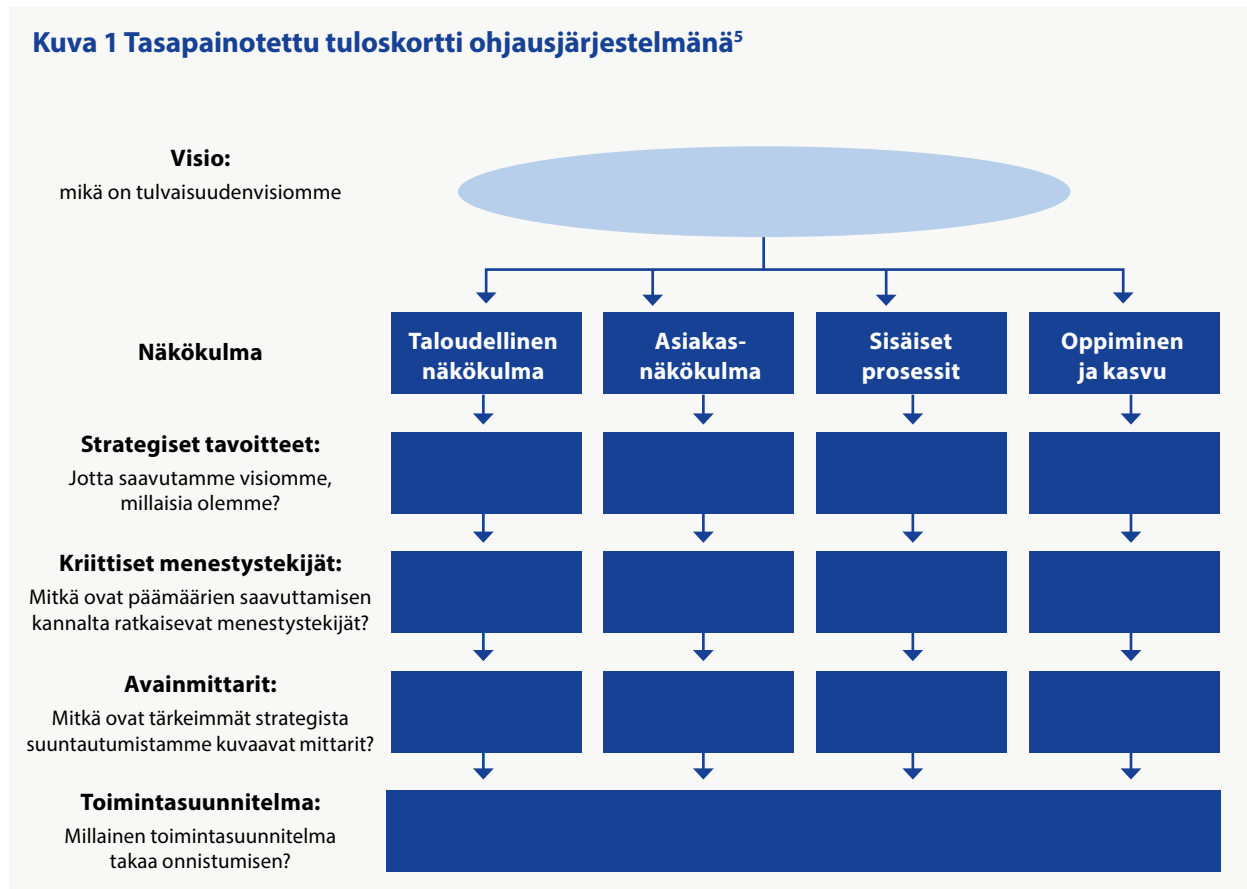 Kuva 1 Tasapainotettu tuloskortti ohjausjärjestelmänä⁵
Visio:
mikä on tulvaisuudenvisiomme
Näkökulma
Taloudellinen
näkökulma
Asiakas-
näkökulma
Sisäiset
prosessit
Oppiminen
ja kasvu
Strategiset tavoitteet:
Jotta saavutamme visiomme,
millaisia olemme?
Kriittiset menestystekijät:
Mitkä ovat päämäärien saavuttamisen
kannalta ratkaisevat menestystekijät?
Avainmittarit:
Mitkä ovat tärkeimmät strategista
suuntautumistamme kuvaavat mittarit?
Toimintasuunnitelma:
Millainen toimintasuunnitelma
takaa onnistumisen?